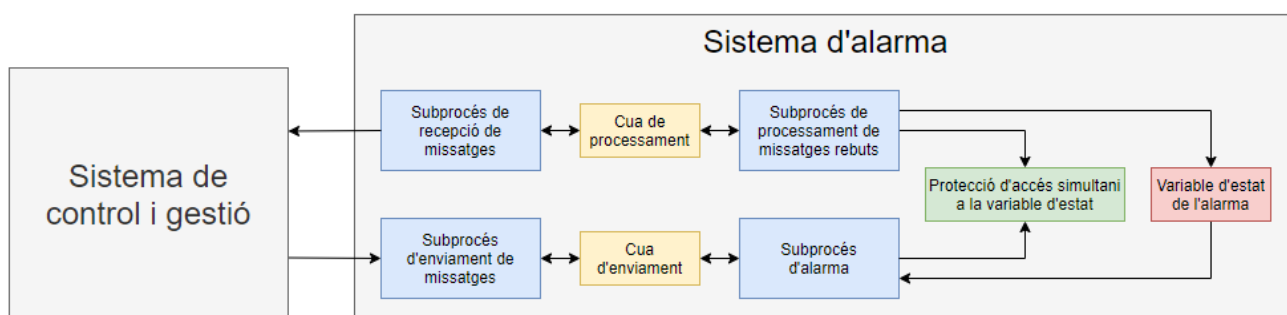 Sistema d'alarma
Sistema de
control i gestió
Subprocés de
recepció de
missatges
Cua de
processament
Subprocés de
processament de
missatges rebuts
Protecció d'accés simultani
a la variable d'estat
Variable d'estat
de l'alarma
Subprocés
d'enviament de
missatges
Cua
d'enviament
Subprocés
d'alarma